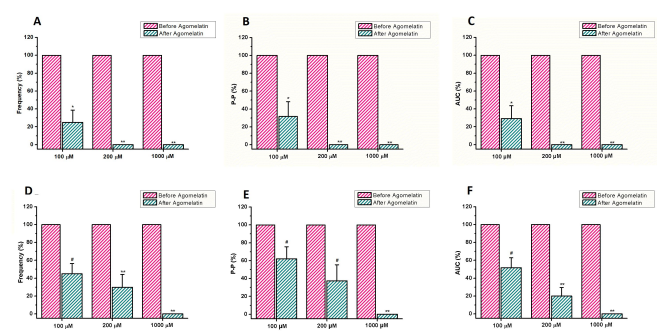 A
Before Agomelatin
After Agomelatin
Frequency (%)
120
100
80
60
40
20
0
*
**
**
100 µM
200 µM
1000 µM
B
Before Agomelatin
After Agomelatin
P-P (%)
120
100
80
60
40
20
0
*
**
**
100 µM
200 µM
1000 µM
C
Before Agomelatin
After Agomelatin
AUC (%)
120
100
80
60
40
20
0
*
**
**
100 µM
200 µM
1000 µM
D
Before Agomelatin
After Agomelatin
Frequency (%)
120
100
80
60
40
20
0
#
**
**
100 µM
200 µM
1000 µM
E
Before Agomelatin
After Agomelatin
P-P (%)
120
100
80
60
40
20
0
#
#
**
100 µM
200 µM
1000 µM
F
Before Agomelatin
After Agomelatin
AUC (%)
120
100
80
60
40
20
0
#
**
**
100 µM
200 µM
1000 µM